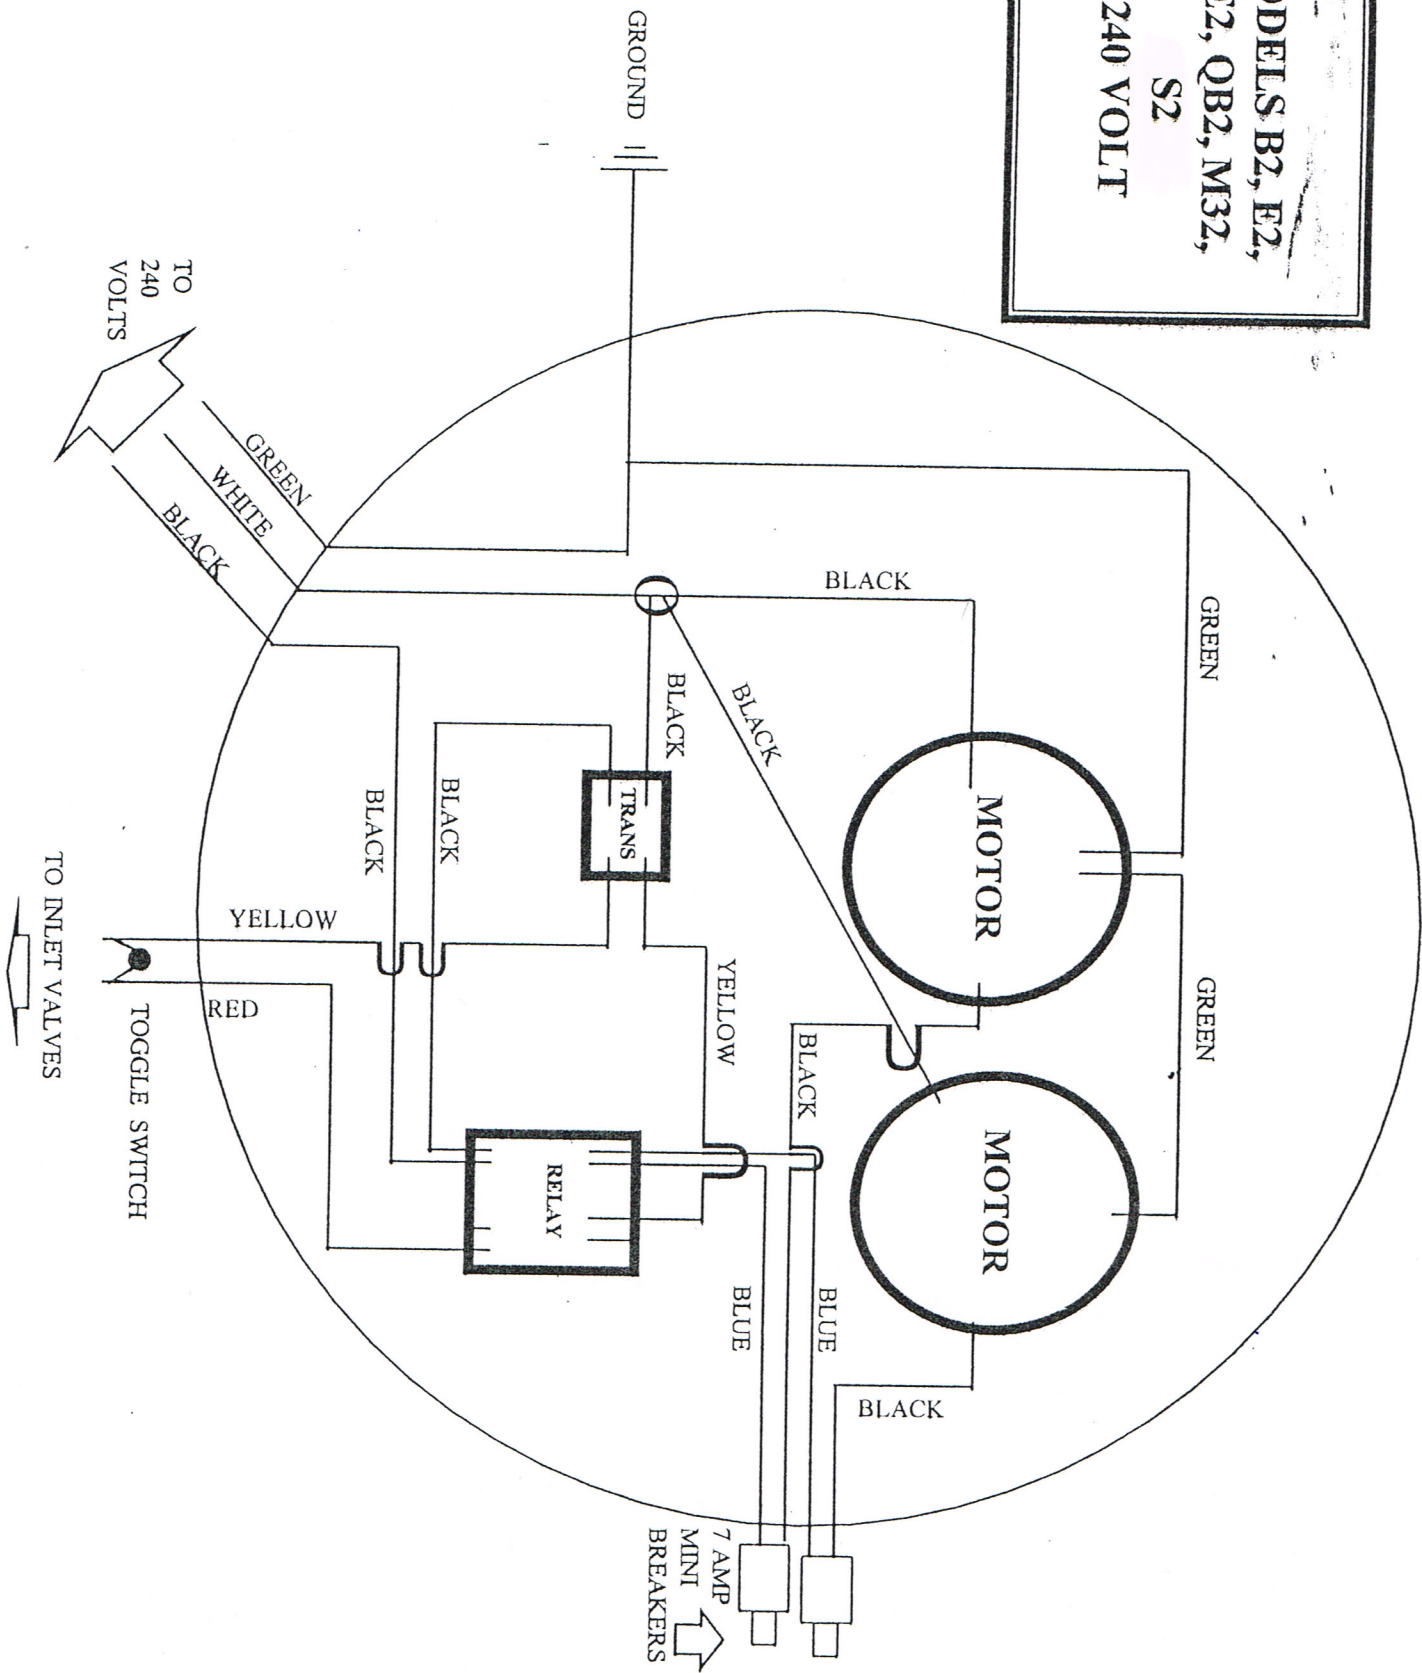 DDELS B2, E2,
E2, QB2, M32,
S2
240 VOLT
GROUND
GREEN
GREEN
BLACK
MOTOR
MOTOR
BLACK
BLACK
BLACK
TRANS
BLACK
BLACK
YELLOW
YELLOW
RED
RELAY
BLACK
BLUE
BLUE
GREEN
WHITE
BLACK
TO
240
VOLTS
TO INLET VALVES
TOGGLE SWITCH
7 AMP
MINI
BREAKERS